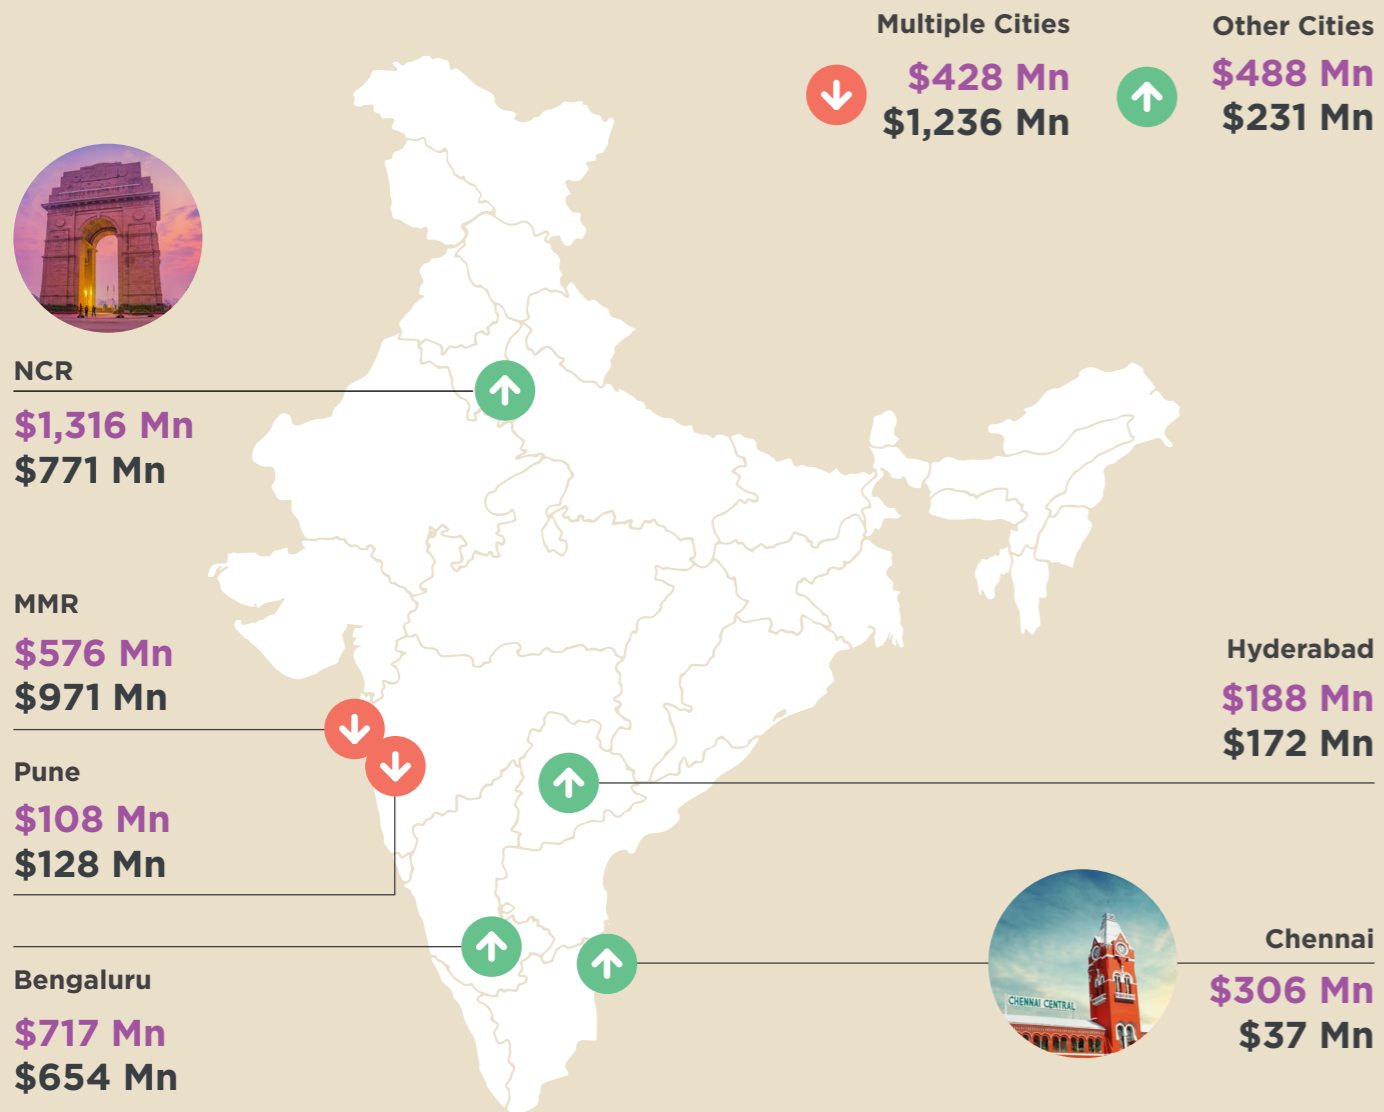 Multiple Cities
$428 Mn
$1,236 Mn
Other Cities
$488 Mn
$231 Mn
NCR
$1,316 Mn
$771 Mn
MMR
$576 Mn
$971 Mn
Pune
$108 Mn
$128 Mn
Bengaluru
$717 Mn
$654 Mn
Hyderabad
$188 Mn
$172 Mn
Chennai
$306 Mn
$37 Mn
CHENNAI CENTRAL